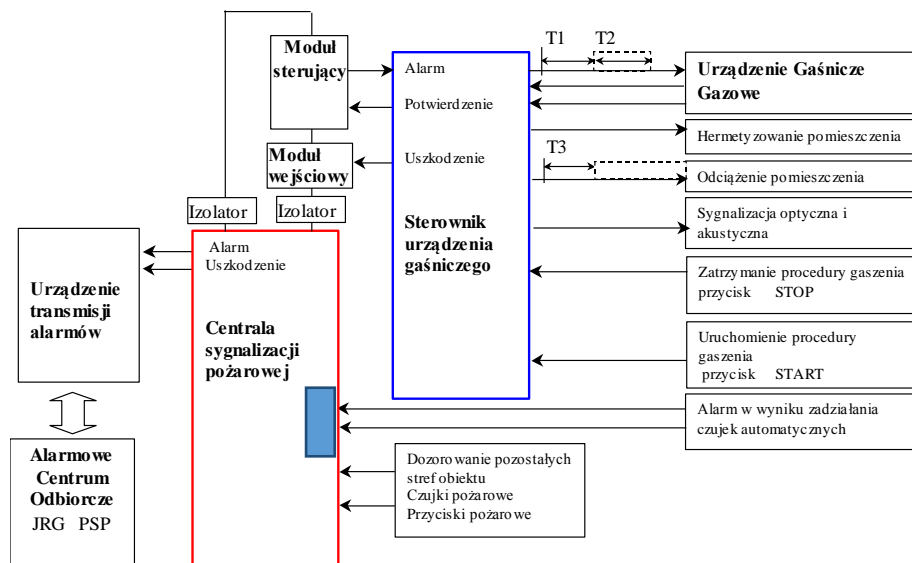 T1
T2
Moduł
sterujący
Alarm
Potwierdzenie
Uszkodzenie
Sterownik
urządzenia
gaśniczego
Urządzenie Gaśnicze
Gazowe
Hermetyzowanie pomieszczenia
T3
Odciążenie pomieszczenia
Sygnalizacja optyczna i
akustyczna
Zatrzymanie procedury gaszenia
przycisk STOP
Uruchomienie procedury
gaszenia
przycisk START
Alarm w wyniku zadziałania
czujek automatycznych
Moduł
wejściowy
Izolator
Izolator
Alarm
Uszkodzenie
Centrala
sygnalizacji
pożarowej
Urządzenie
transmisji
alarmów
Alarmowe
Centrum
Odbiorcze
JRG PSP
Dozorowanie pozostałych
stref obiektu
Czujki pożarowe
Przyciski pożarowe